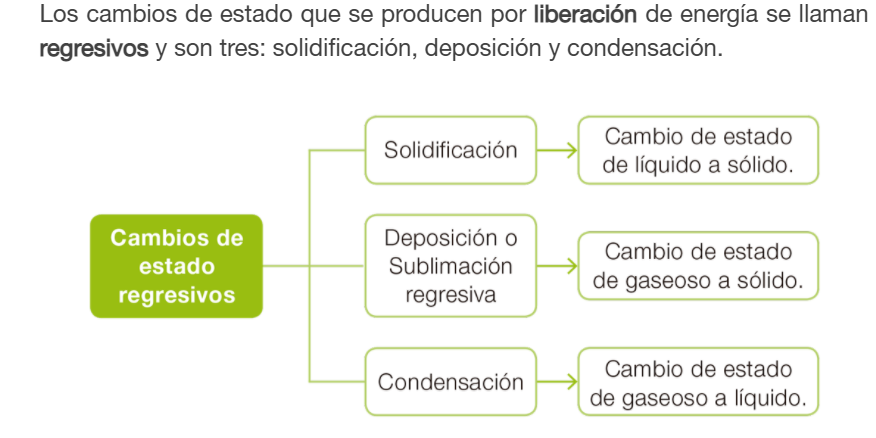 Los cambios de estado que se producen por liberación de energía se llaman
regresivos y son tres: solidificación, deposición y condensación.
Cambios de
estado
regresivos
Solidificación
Cambio de estado
de líquido a sólido.
Deposición o
Sublimación
regresiva
Cambio de estado
de gaseoso a sólido.
Condensación
Cambio de estado
de gaseoso a líquido.